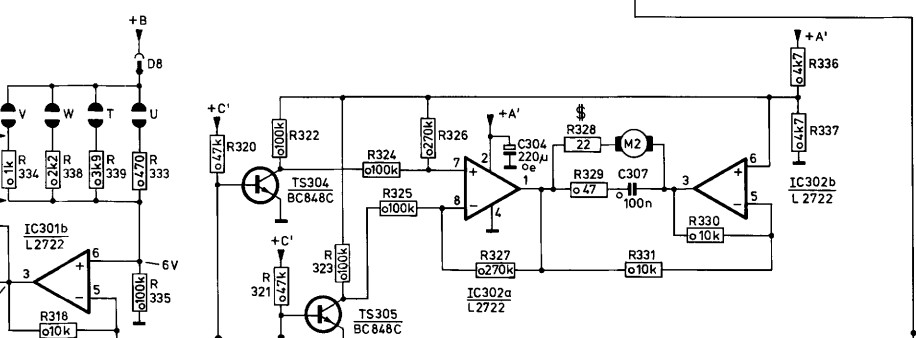 +B
D8
V
W
T
U
R
334
1k
R
338
2k2
R
339
3k9
R
333
470
IC301b
L2722
6
+
3
-
5
6V
R
335
100k
R318
10k
+C'
R320
47k
100k
R322
TS304
BC848C
+C'
R
321
47k
R
323
100k
TS305
BC848C
R324
100k
R325
100k
270k
R326
+A'
7
+
2
8
-
4
1
C304
220µ
e
R327
270k
IC302a
L2722
$
R328
22
M2
R329
47
C307
100n
3
+
6
-
5
IC302b
L2722
R330
10k
R331
10k
+A'
R336
4k7
R337
4k7